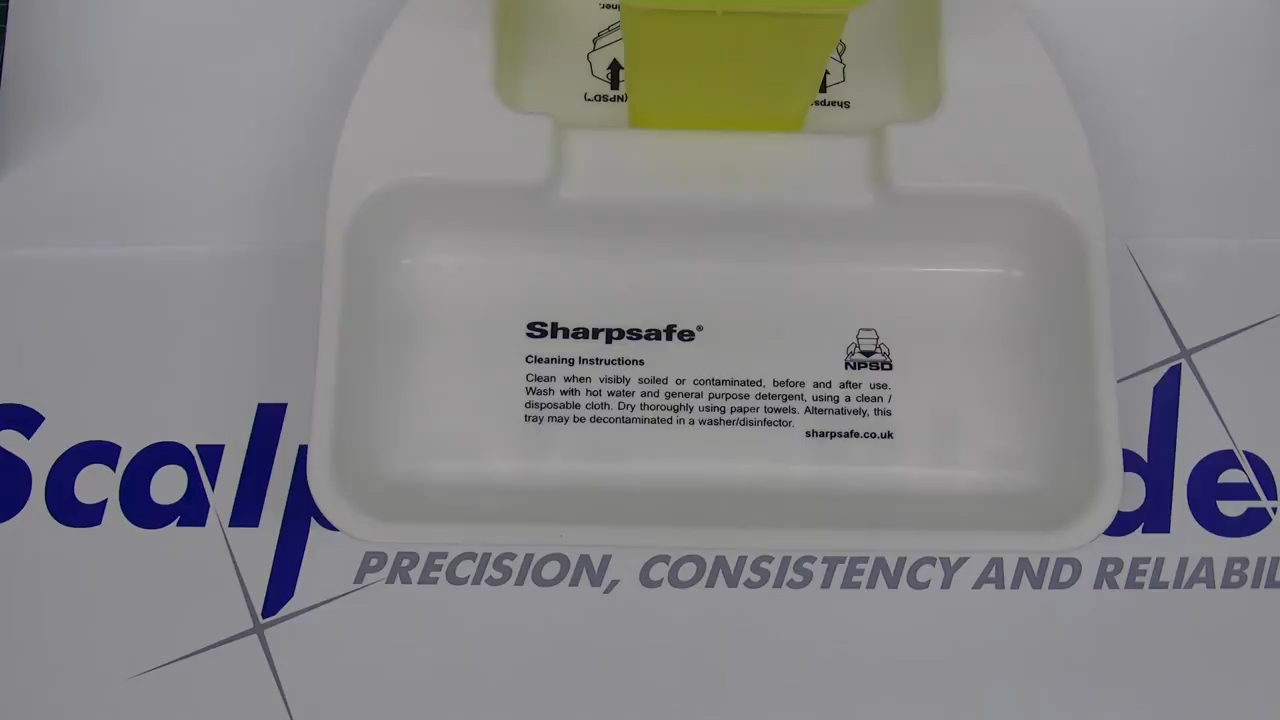 (NPSD™)
Sharpsafe®
NPSD
Cleaning Instructions
Clean when visibly soiled or contaminated, before and after use.
Wash with hot water and general purpose detergent, using a clean /
disposable cloth. Dry thoroughly using paper towels. Alternatively, this
tray may be decontaminated in a washer/disinfector.
sharpsafe.co.uk
Scalp de
PRECISION, CONSISTENCY AND RELIABIL